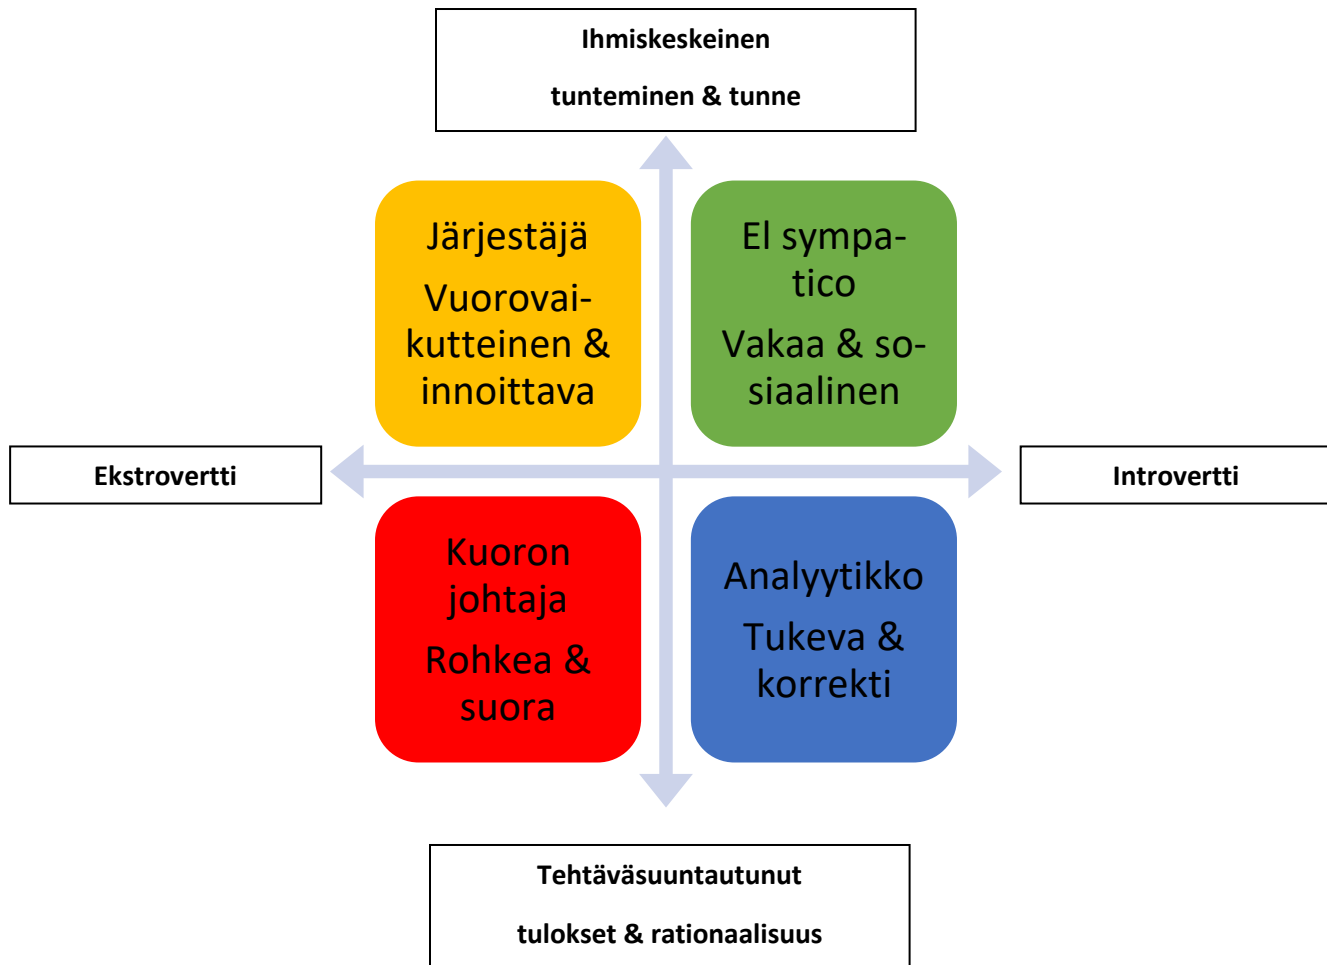 Ihmiskeskeinen
tunteminen & tunne
Järjestäjä
Vuorovai-
kutteinen &
innoittava
El sympa-
tico
Vakaa & so-
siaalinen
Ekstrovertti
Introvertti
Kuoron
johtaja
Rohkea &
suora
Analyytikko
Tukeva &
korrekti
Tehtäväsuuntautunut
tulokset & rationaalisuus